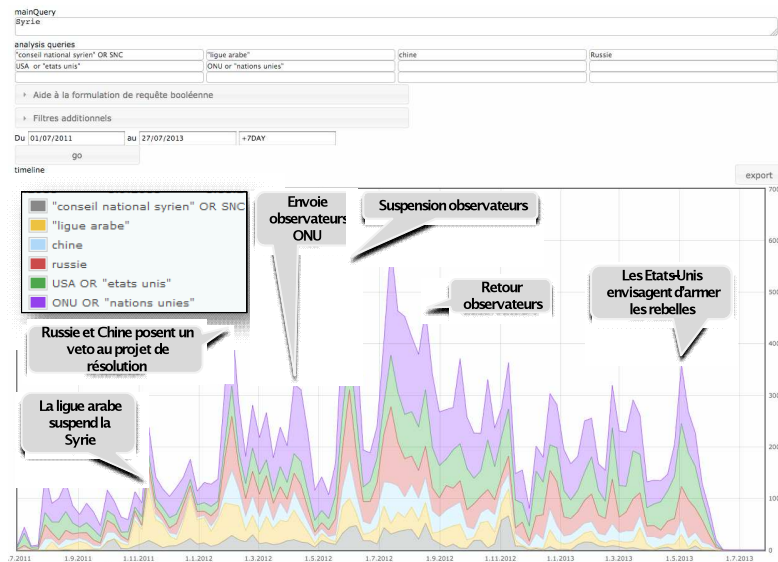 mainQuery
Syrie
analysis queries
"conseil national syrien" OR SNC
"ligue arabe"
chine
Russie
USA or "etats unis"
ONU or "nations unies"
Aide à la formulation de requête booléenne
Filtres additionnels
Du 01/07/2011 au 27/07/2013 +7DAY
go
timeline
export
"conseil national syrien" OR SNC
"ligue arabe"
chine
russie
USA OR "etats unis"
ONU OR "nations unies"
Envoie
observateurs
ONU
Suspension observateurs
Retour
observateurs
Les Etats-Unis
envisagent d'armer
les rebelles
Russie et Chine posent un
veto au projet de
résolution
La ligue arabe
suspend la
Syrie
700
600
500
400
300
200
100
0
.7.2011 1.9.2011 1.11.2011 1.1.2012 1.3.2012 1.5.2012 1.7.2012 1.9.2012 1.11.2012 1.1.2013 1.3.2013 1.5.2013 1.7.2013